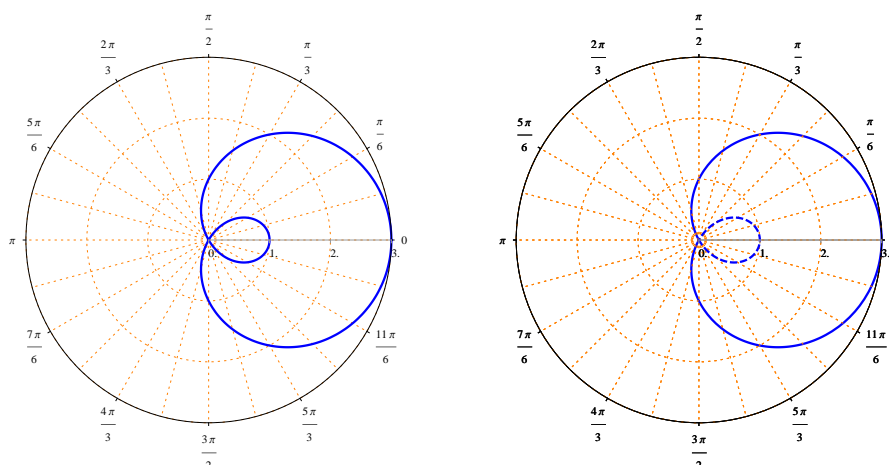 π/2
2π/3 π/3
5π/6 π/6
π 0
0. 1. 2. 3.
7π/6 11π/6
4π/3 5π/3
3π/2
π/2
2π/3 π/3
5π/6 π/6
π
0. 1. 2. 3.
7π/6 11π/6
4π/3 5π/3
3π/2